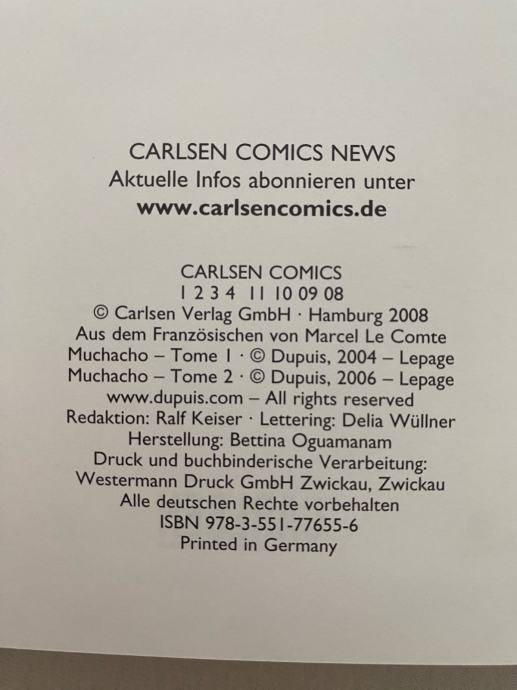 CARLSEN COMICS NEWS
Aktuelle Infos abonnieren unter
www.carlsencomics.de
CARLSEN COMICS
1 2 3 4 11 10 09 08
© Carlsen Verlag GmbH · Hamburg 2008
Aus dem Französischen von Marcel Le Comte
Muchacho – Tome 1 · © Dupuis, 2004 – Lepage
Muchacho – Tome 2 · © Dupuis, 2006 – Lepage
www.dupuis.com – All rights reserved
Redaktion: Ralf Keiser · Lettering: Delia Wüllner
Herstellung: Bettina Oguamanam
Druck und buchbinderische Verarbeitung:
Westermann Druck GmbH Zwickau, Zwickau
Alle deutschen Rechte vorbehalten
ISBN 978-3-551-77655-6
Printed in Germany